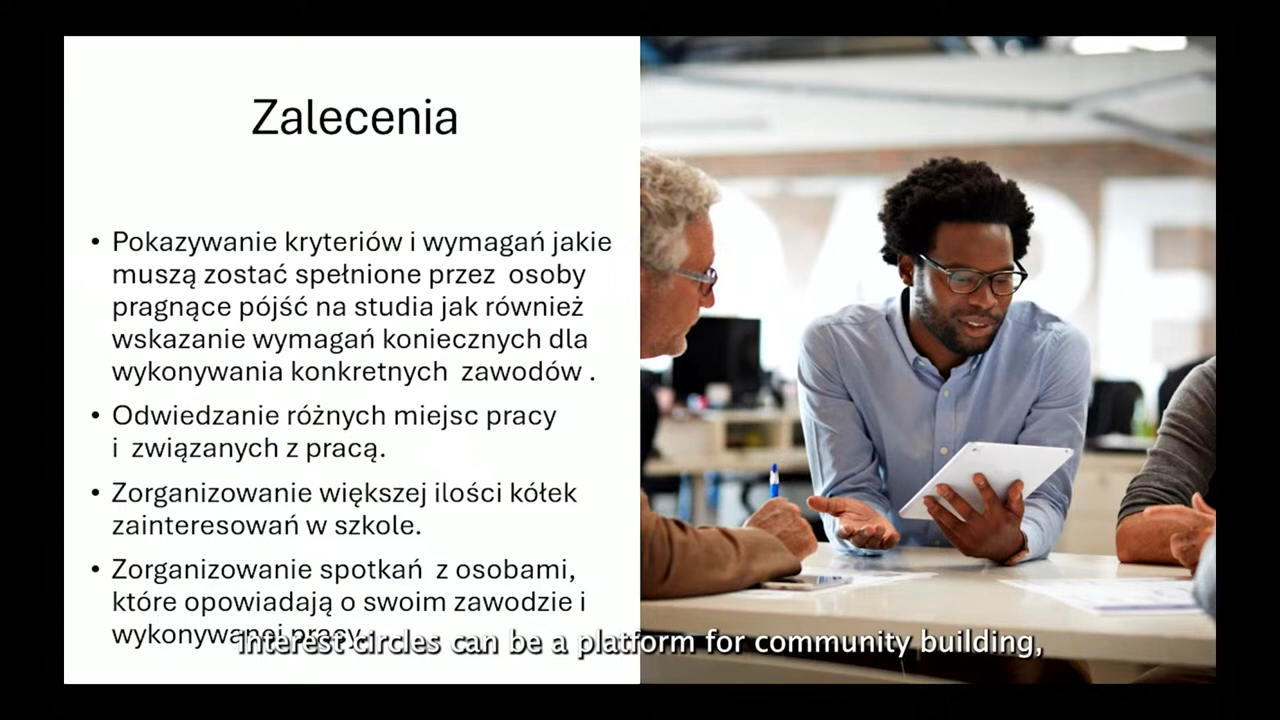 Zalecenia
• Pokazywanie kryteriów i wymagań jakie
muszą zostać spełnione przez osoby
pragnące pójść na studia jak również
wskazanie wymagań koniecznych dla
wykonywania konkretnych zawodów .
• Odwiedzanie różnych miejsc pracy
i związanych z pracą.
• Zorganizowanie większej ilości kółek
zainteresowań w szkole.
• Zorganizowanie spotkań z osobami,
które opowiadają o swoim zawodzie i
wykonywanej pracy.
interest circles can be a platform for community building,